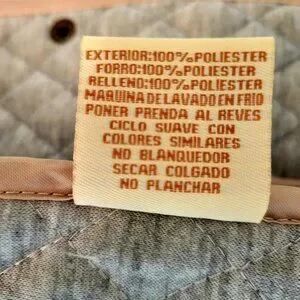 EXTERIOR:100%POLIESTER
FORRO:100%POLIESTER
RELLENO:100%POLIESTER
MAQUINA DE LAVADO EN FRIO
PONER PRENDA AL REVES
CICLO SUAVE CON
COLORES SIMILARES
NO BLANQUEDOR
SECAR COLGADO
NO PLANCHAR